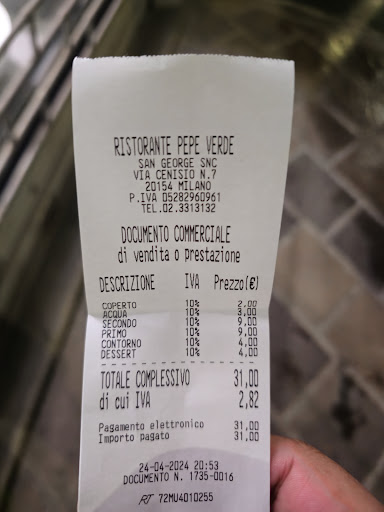 RISTORANTE PEPE VERDE
SAN GEORGE SNC
VIA CENISIO N.7
20154 MILANO
P.IVA 05282960961
TEL.02.3313132
DOCUMENTO COMMERCIALE
di vendita o prestazione
DESCRIZIONE IVA Prezzo(€)
COPERTO 10% 2,00
ACQUA 10% 3,00
SECONDO 10% 9,00
PRIMO 10% 9,00
CONTORNO 10% 4,00
DESSERT 10% 4,00
TOTALE COMPLESSIVO 31,00
di cui IVA 2,82
Pagamento elettronico 31,00
Importo pagato 31,00
24-04-2024 20:53
DOCUMENTO N. 1735-0016
RT 72MU4010255